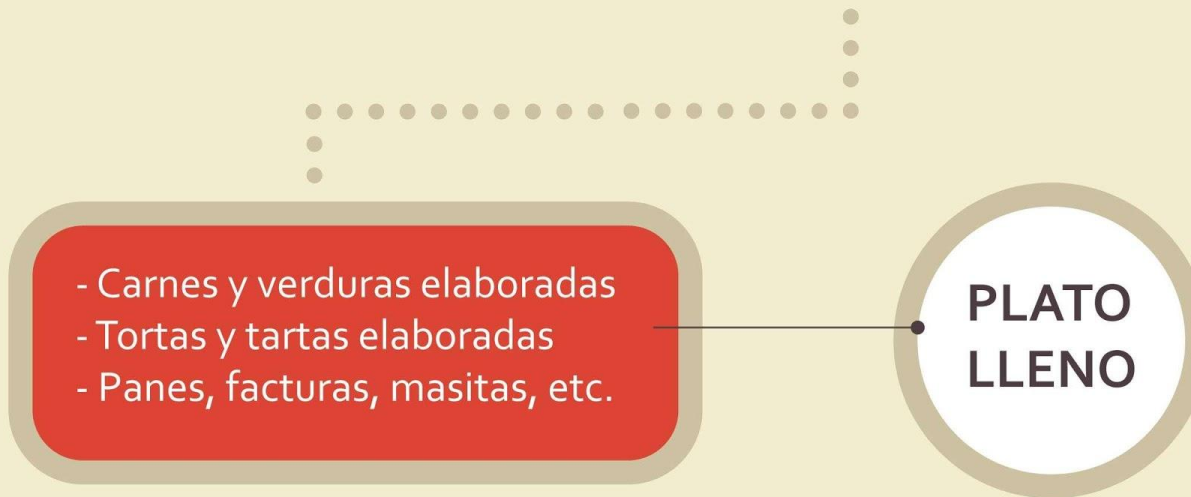 - Carnes y verduras elaboradas
- Tortas y tartas elaboradas
- Panes, facturas, masitas, etc.
PLATO
LLENO